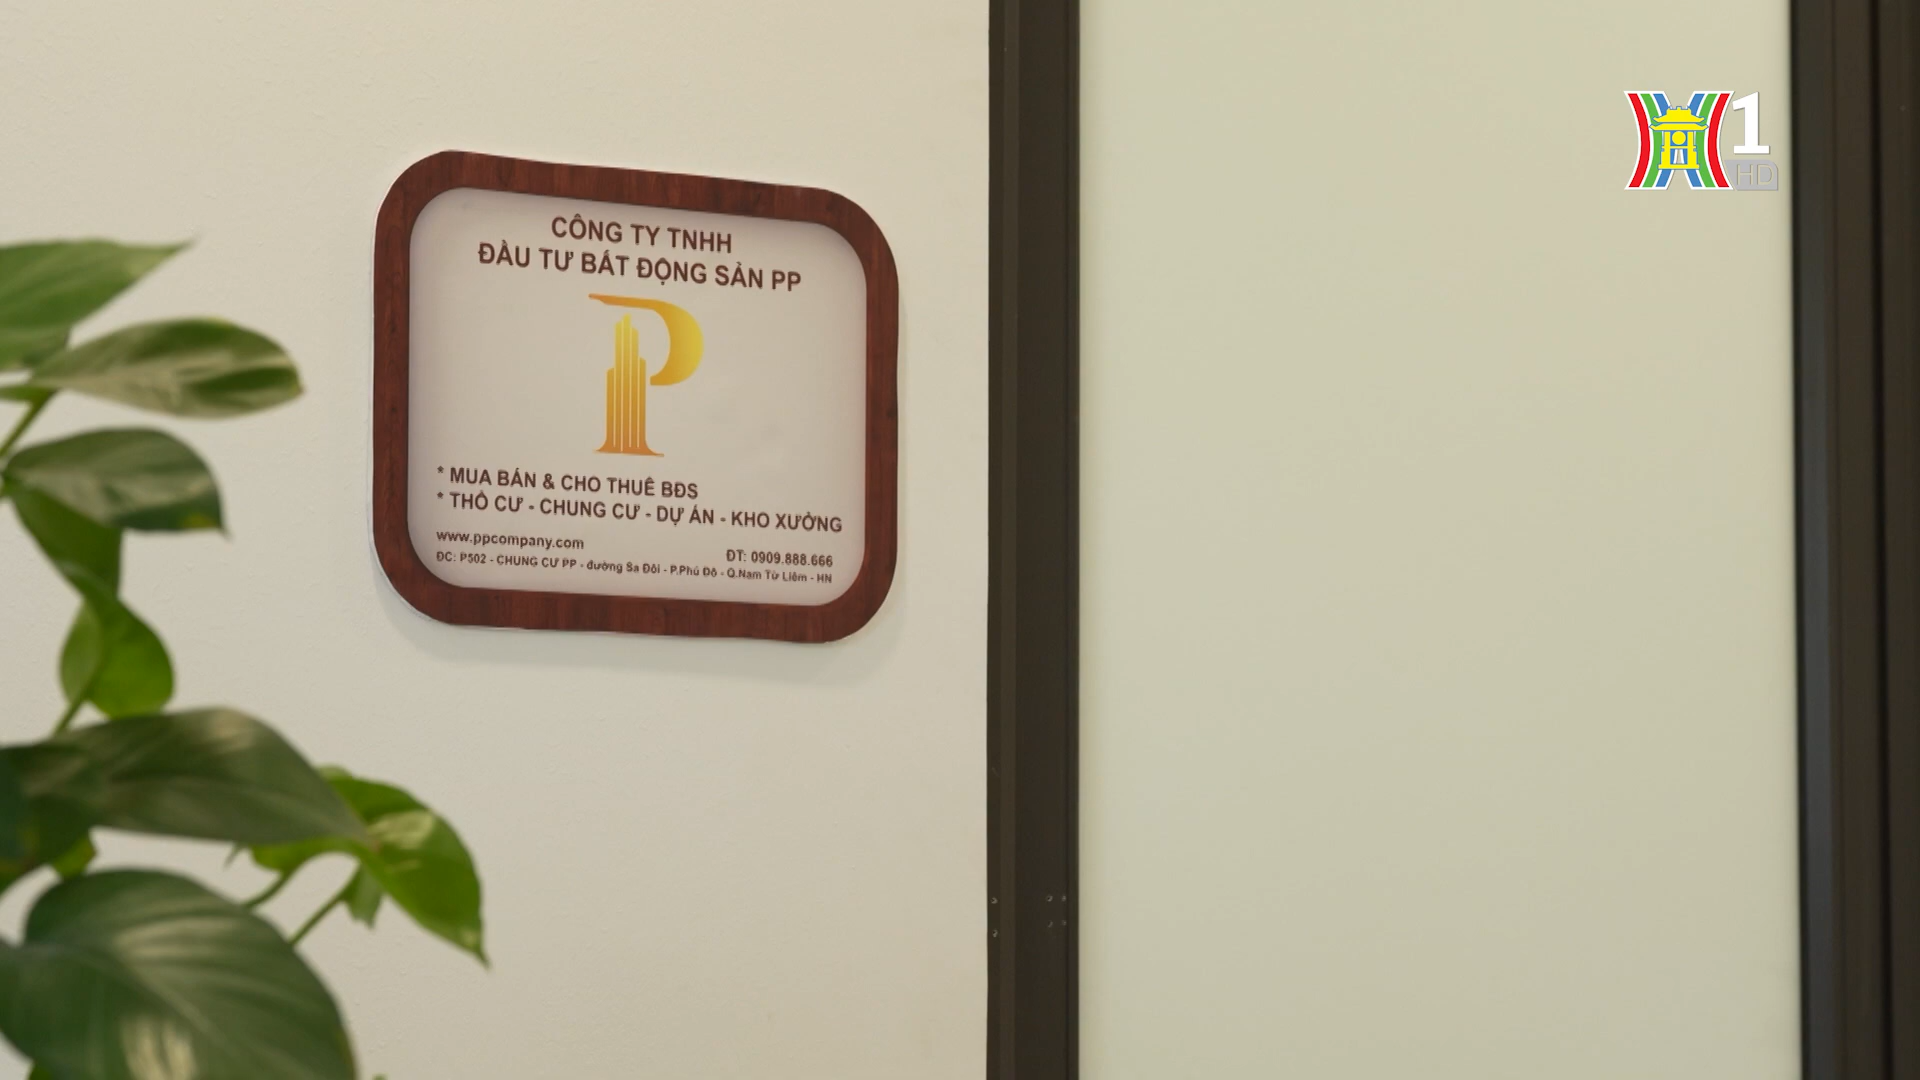 1
HD
CÔNG TY TNHH
ĐẦU TƯ BẤT ĐỘNG SẢN PP
* MUA BÁN & CHO THUÊ BĐS
* THỔ CƯ - CHUNG CƯ - DỰ ÁN - KHO XƯỞNG
www.ppcompany.com
ĐT: 0909.888.666
ĐC: P502 - CHUNG CƯ PP - đường Sa Đôi - P.Phú Đô - Q.Nam Từ Liêm - HN